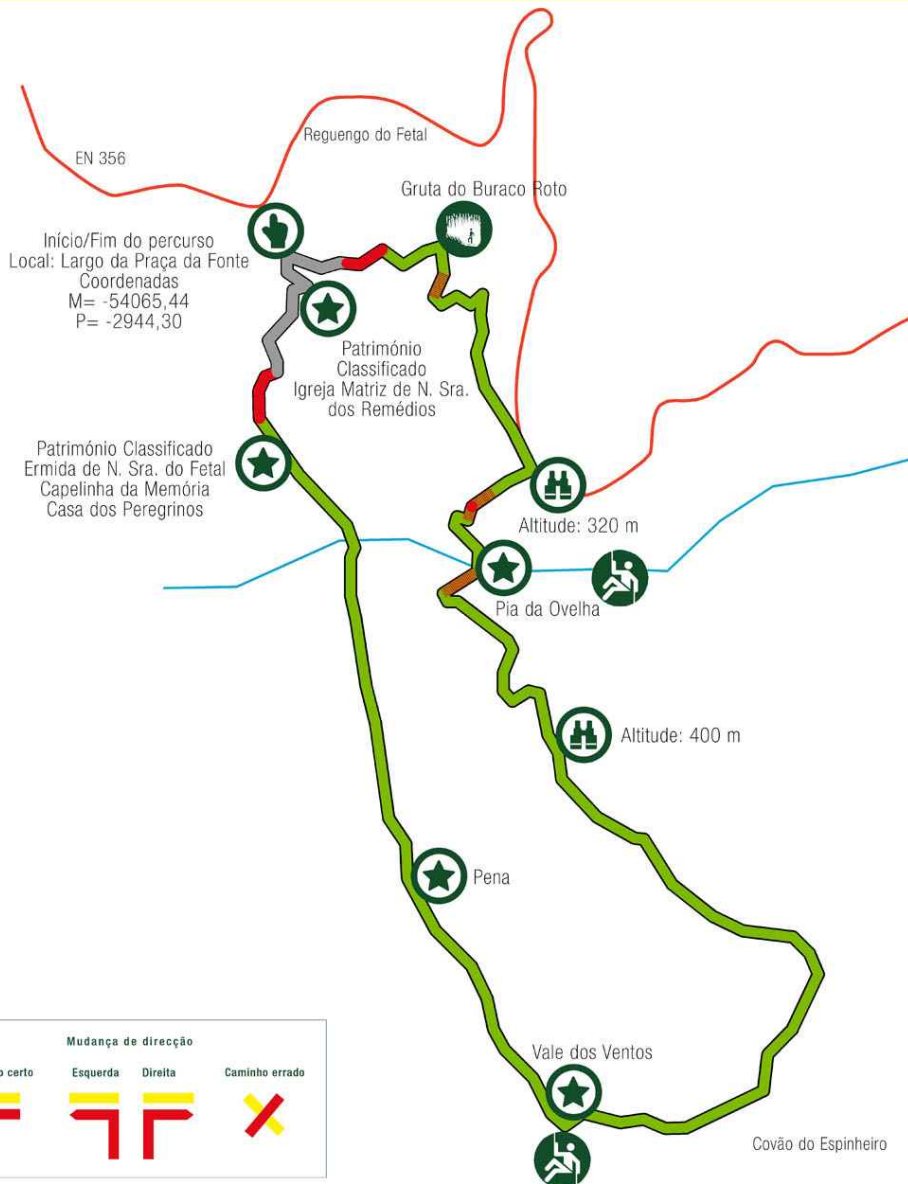 Reguengo do Fetal
EN 356
Gruta do Buraco Roto
Início/Fim do percurso
Local: Largo da Praça da Fonte
Coordenadas
M= -54065,44
P= -2944,30
Património
Classificado
Igreja Matriz de N. Sra.
dos Remédios
Património Classificado
Ermida de N. Sra. do Fetal
Capelinha da Memória
Casa dos Peregrinos
Altitude: 320 m
Pia da Ovelha
Altitude: 400 m
Pena
Vale dos Ventos
Covão do Espinheiro
Mudança de direcção
certo
Esquerda
Direita
Caminho errado